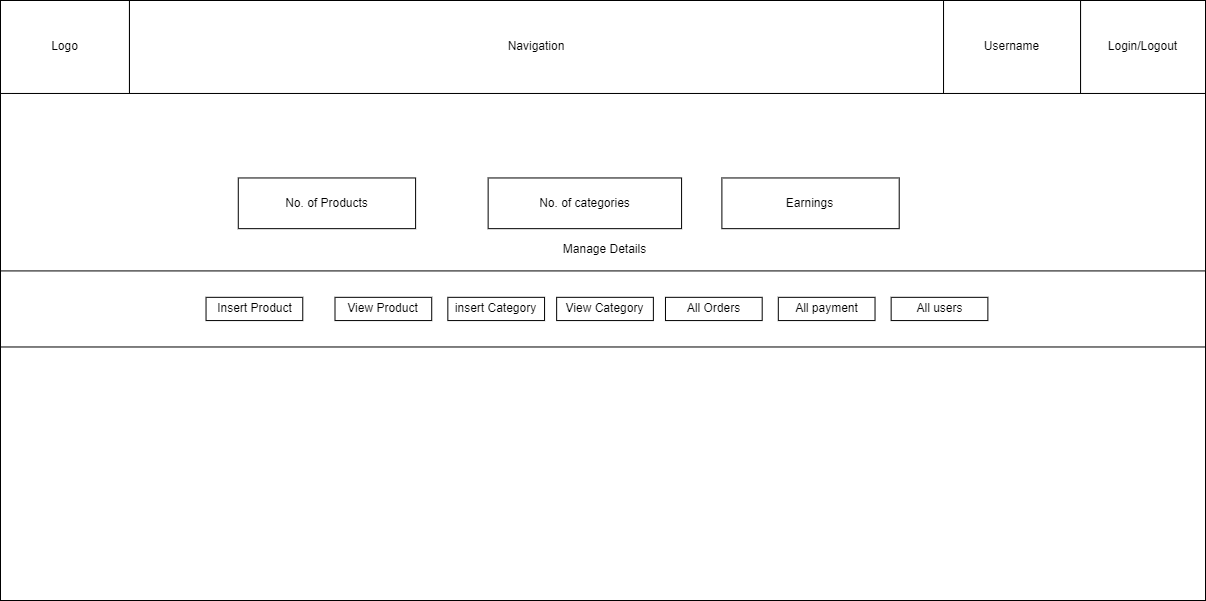 Logo
Navigation
Username
Login/Logout
No. of Products
No. of categories
Earnings
Manage Details
Insert Product
View Product
insert Category
View Category
All Orders
All payment
All users